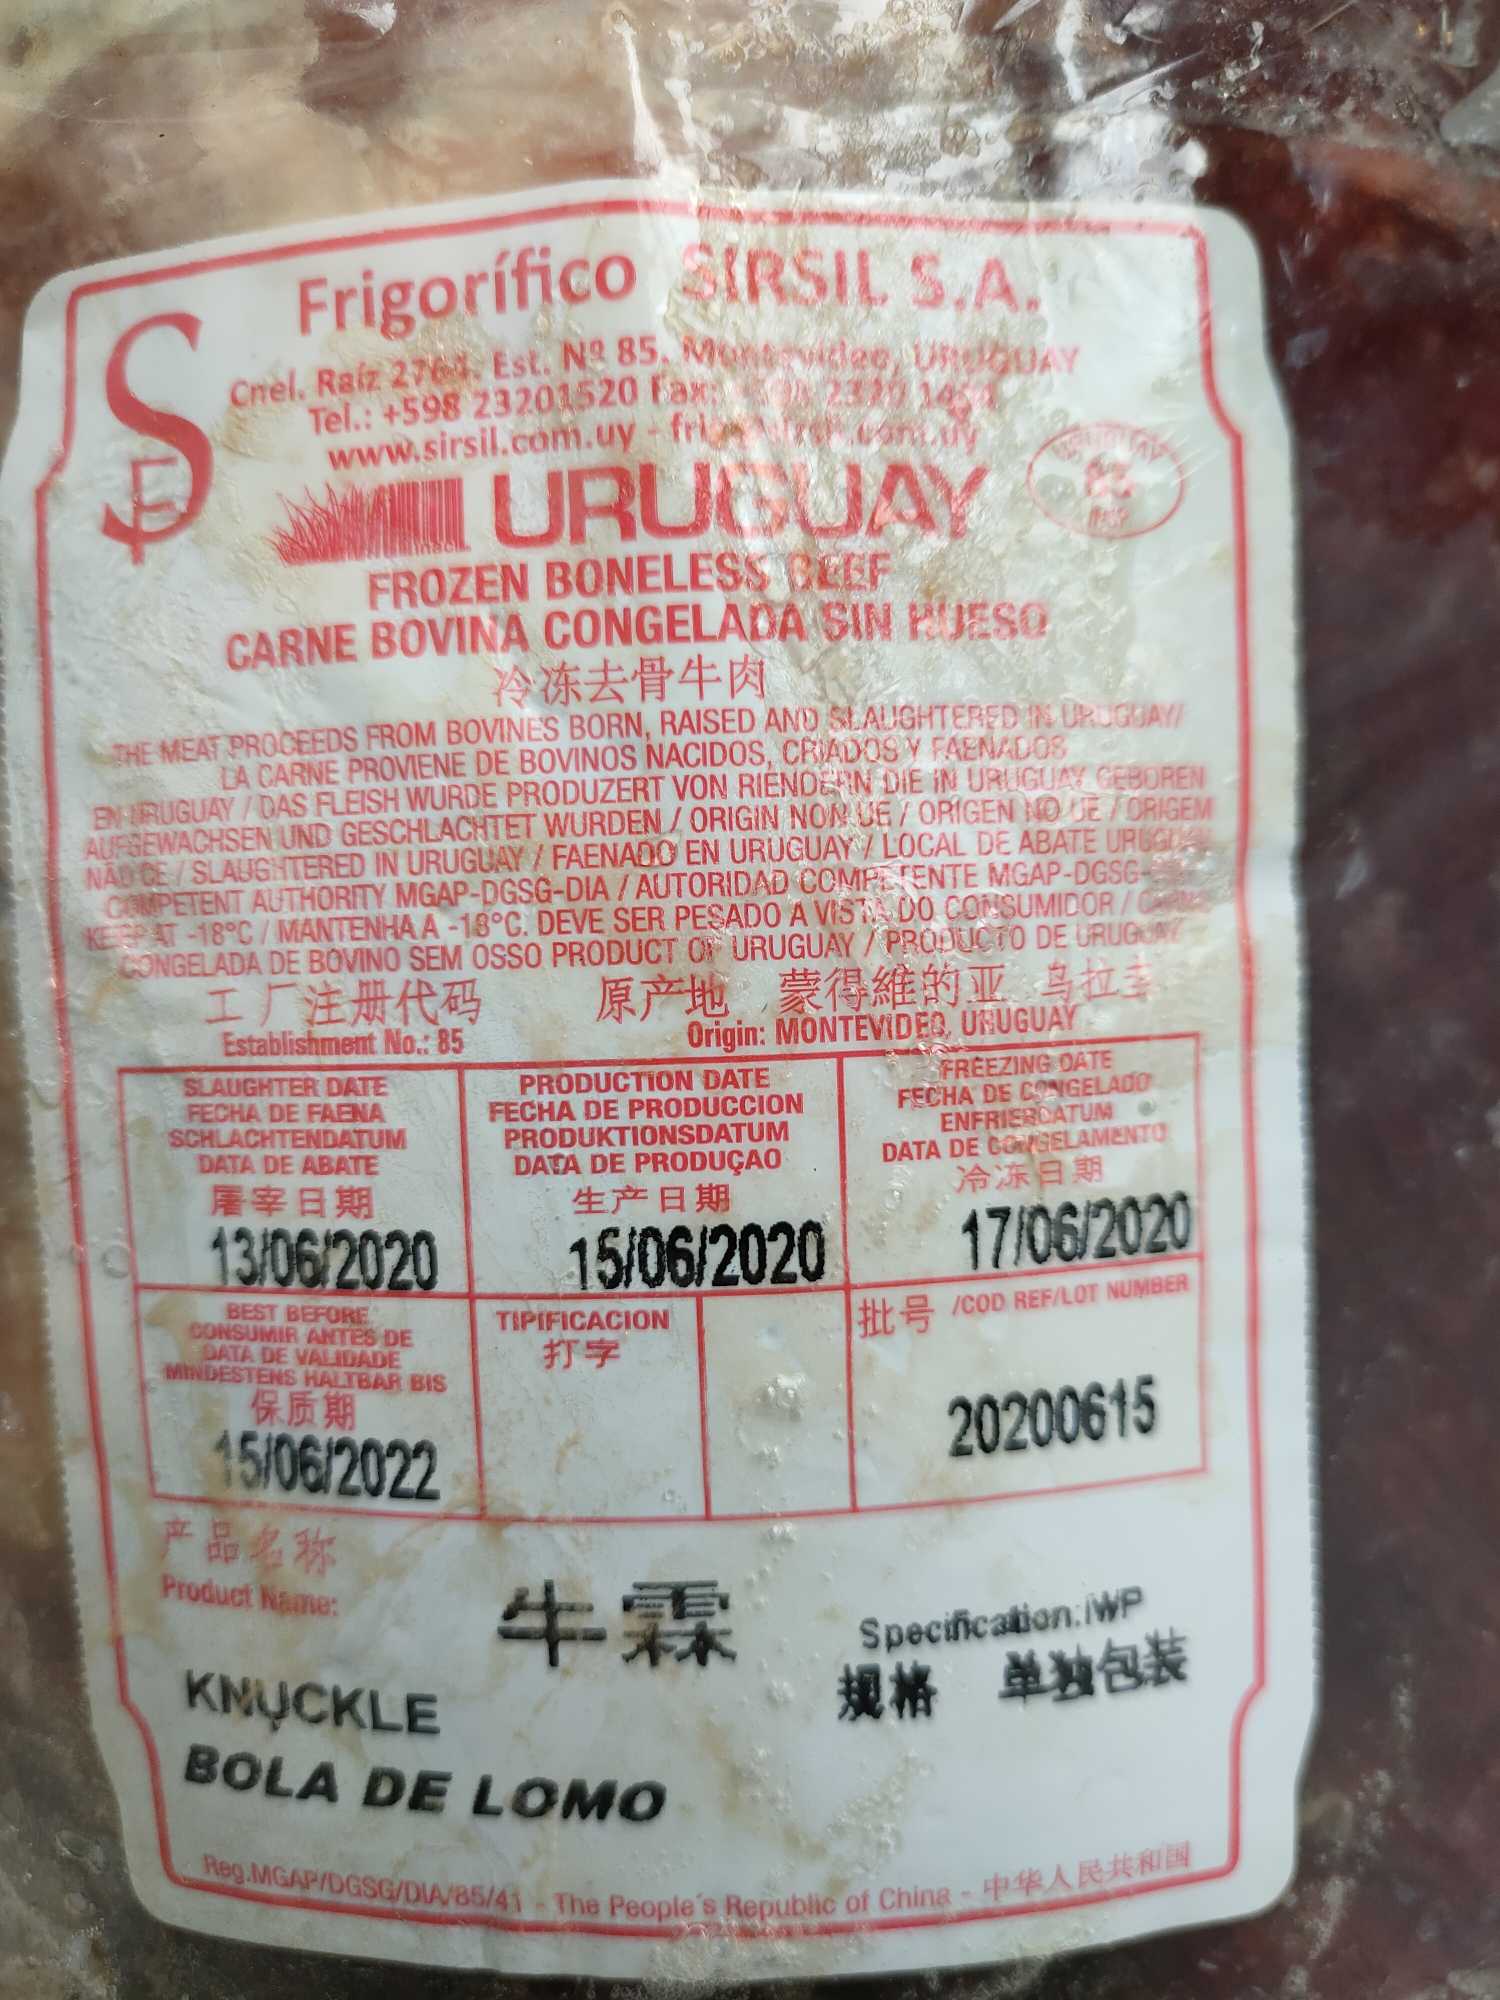 Frigorífico SIRSIL S.A.
Cnel. Raíz 2764. Est. Nº 85. Montevideo, URUGUAY
Tel.: +598 23201520 Fax: 2320
www.sirsil.com.uy -
SF
inac
URUGUAY
85
FROZEN BONELESS BEEF
CARNE BOVINA CONGELADA SIN HUESO
冷冻去骨牛肉
THE MEAT PROCEEDS FROM BOVINES BORN, RAISED AND SLAUGHTERED IN URUGUAY/
LA CARNE PROVIENE DE BOVINOS NACIDOS, CRIADOS Y FAENADOS
EN URUGUAY / DAS FLEISH WURDE PRODUZERT VON RIENDERN DIE IN URUGUAY GEBOREN
AUFGEWACHSEN UND GESCHLACHTET WURDEN / ORIGIN NON UE / ORIGEN NO UE / ORIGEM
NÃO CE / SLAUGHTERED IN URUGUAY / FAENADO EN URUGUAY / LOCAL DE ABATE URUGUAI
COMPETENT AUTHORITY MGAP-DGSG-DIA / AUTORIDAD COMPETENTE MGAP-DGSG-
KEEP AT -18°C / MANTENHA A -18°C. DEVE SER PESADO A VISTA DO CONSUMIDOR / CARNE
CONGELADA DE BOVINO SEM OSSO PRODUCT OF URUGUAY / PRODUCTO DE URUGUAY
工厂注册代码 原产地 蒙得維的亚 乌拉圭
Establishment No.: 85 Origin: MONTEVIDEO, URUGUAY
SLAUGHTER DATE
FECHA DE FAENA
SCHLACHTENDATUM
DATA DE ABATE
屠宰日期
13/06/2020
PRODUCTION DATE
FECHA DE PRODUCCION
PRODUKTIONSDATUM
DATA DE PRODUÇAO
生产日期
15/06/2020
FREEZING DATE
FECHA DE CONGELADO
ENFRIERDATUM
DATA DE CONGELAMENTO
冷冻日期
17/06/2020
BEST BEFORE
CONSUMIR ANTES DE
DATA DE VALIDADE
MINDESTENS HALTBAR BIS
保质期
15/06/2022
TIPIFICACION
打字
批号 /COD REF/LOT NUMBER
20200615
产品名称
Product Name:
牛霖
Specification:IWP
规格 单独包装
KNUCKLE
BOLA DE LOMO
Reg.MGAP/DGSG/DIA/85/41 - The People´s Republic of China - 中华人民共和国